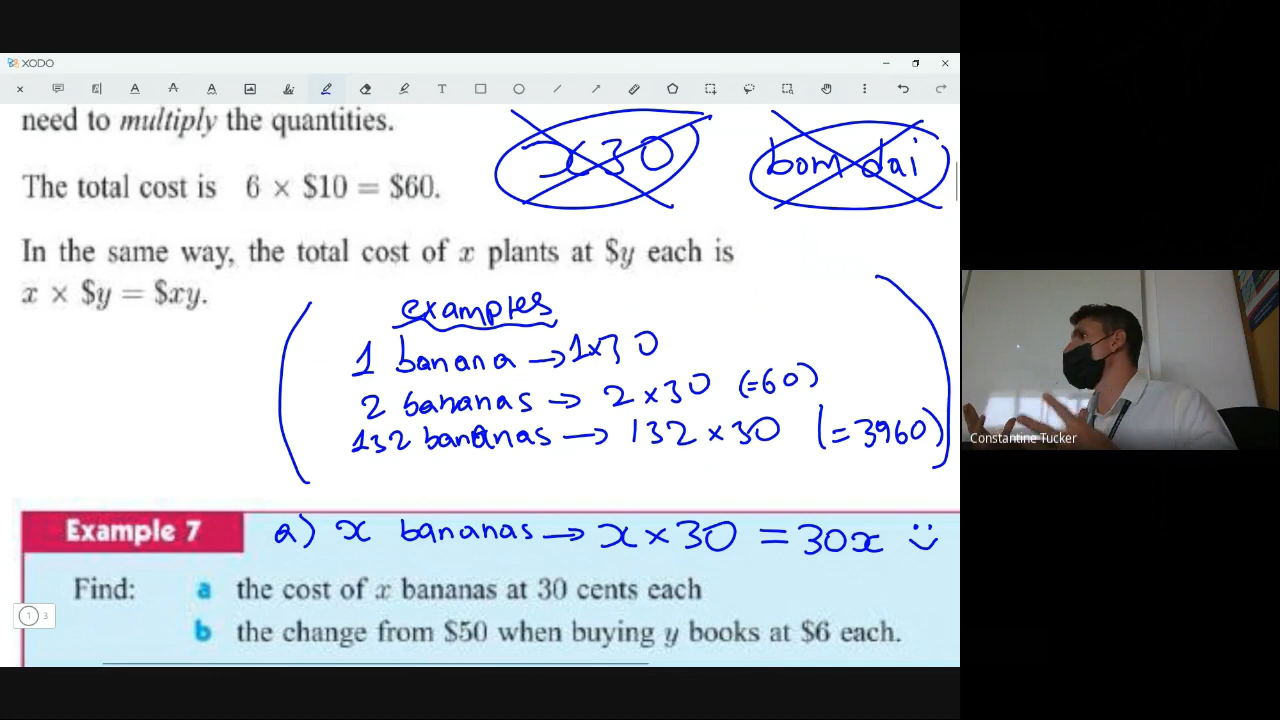 XODO
need to multiply the quantities.
x30
bom dai
The total cost is 6 × $10 = $60.
In the same way, the total cost of x plants at $y each is
x × $y = $xy.
examples
1 banana → 1×30
2 bananas → 2×30 (=60)
132 bananas → 132×30 (=3960)
Constantine Tucker
Example 7
a) x bananas → x×30 = 30x
Find: a the cost of x bananas at 30 cents each
b the change from $50 when buying y books at $6 each.
1 3